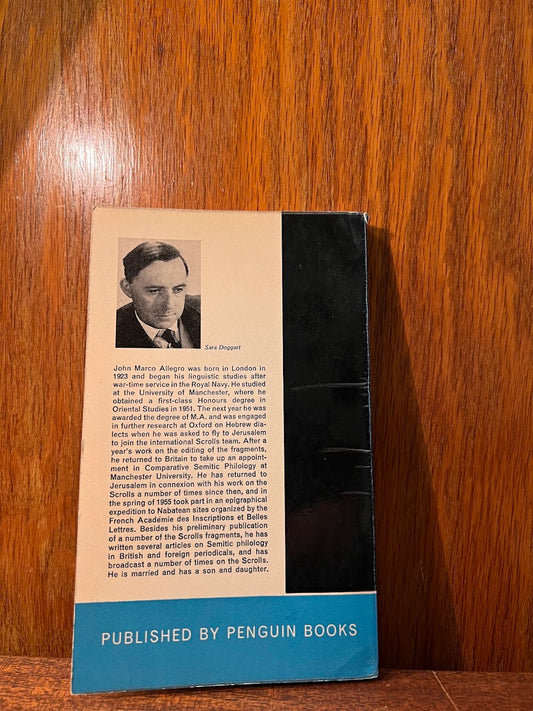 Sara Doggart
John Marco Allegro was born in London in
1923 and began his linguistic studies after
war-time service in the Royal Navy. He studied
at the University of Manchester, where he
obtained a first-class Honours degree in
Oriental Studies in 1951. The next year he was
awarded the degree of M.A. and was engaged
in further research at Oxford on Hebrew dia-
lects when he was asked to fly to Jerusalem
to join the international Scrolls team. After a
year's work on the editing of the fragments,
he returned to Britain to take up an appoint-
ment in Comparative Semitic Philology at
Manchester University. He has returned to
Jerusalem in connexion with his work on the
Scrolls a number of times since then, and in
the spring of 1955 took part in an epigraphical
expedition to Nabatean sites organized by the
French Académie des Inscriptions et Belles
Lettres. Besides his preliminary publication
of a number of the Scrolls fragments, he has
written several articles on Semitic philology
in British and foreign periodicals, and has
broadcast a number of times on the Scrolls.
He is married and has a son and daughter.
PUBLISHED BY PENGUIN BOOKS